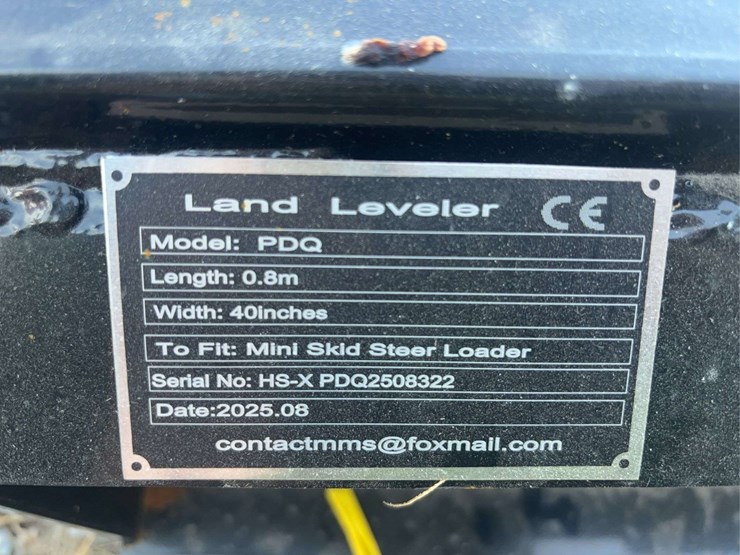 Land Leveler CE
Model: PDQ
Length: 0.8m
Width: 40inches
To Fit: Mini Skid Steer Loader
Serial No: HS-X PDQ2508322
Date:2025.08
contactmms@foxmail.com